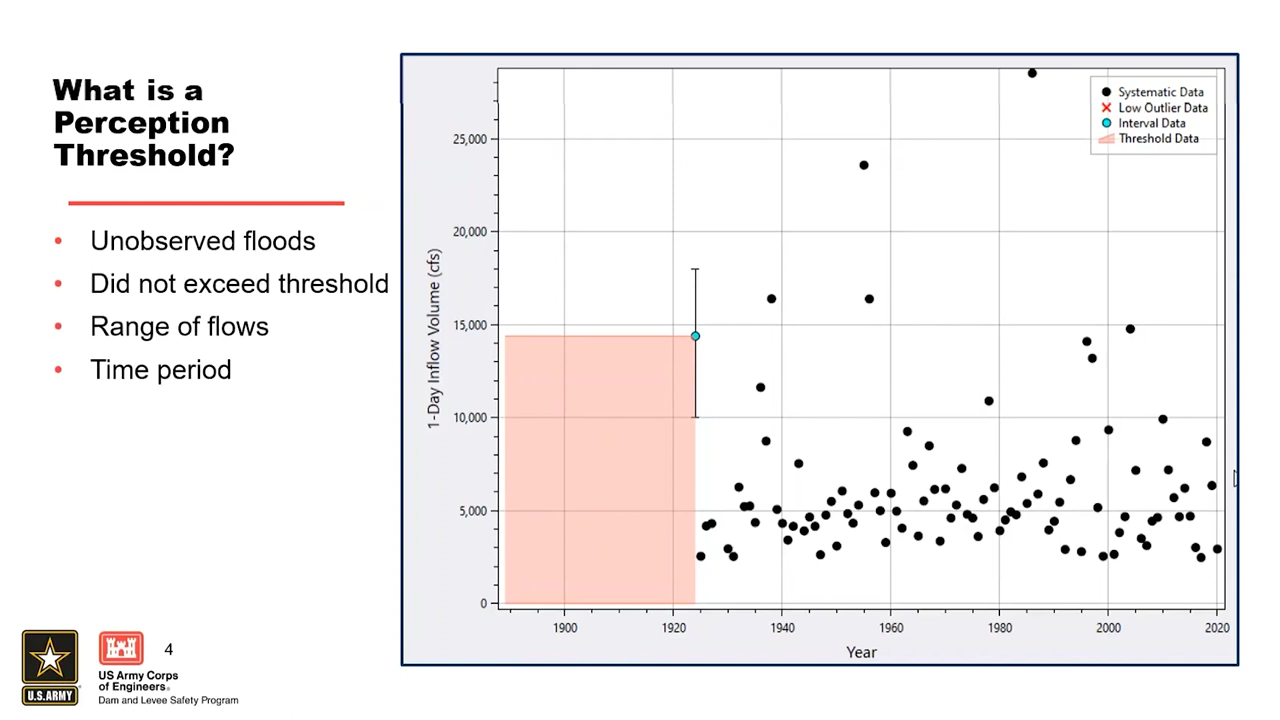 What is a
Perception
Threshold?
• Unobserved floods
• Did not exceed threshold
• Range of flows
• Time period
Systematic Data
Low Outlier Data
Interval Data
Threshold Data
1-Day Inflow Volume (cfs)
25,000
20,000
15,000
10,000
5,000
0
1900 1920 1940 1960 1980 2000 2020
Year
U.S.ARMY
4
US Army Corps
of Engineers®
Dam and Levee Safety Program